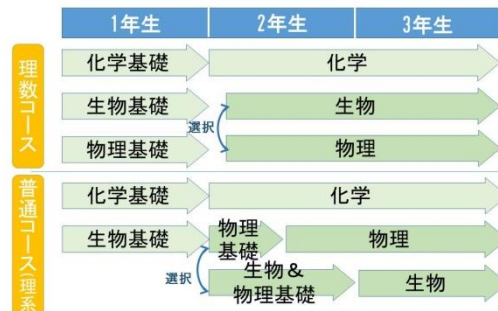 1年生
2年生
3年生
理数コース
化学基礎
化学
生物基礎
生物
選択
物理基礎
物理
普通コース(理系
化学基礎
化学
生物基礎
物理
基礎
物理
選択
生物＆
物理基礎
生物